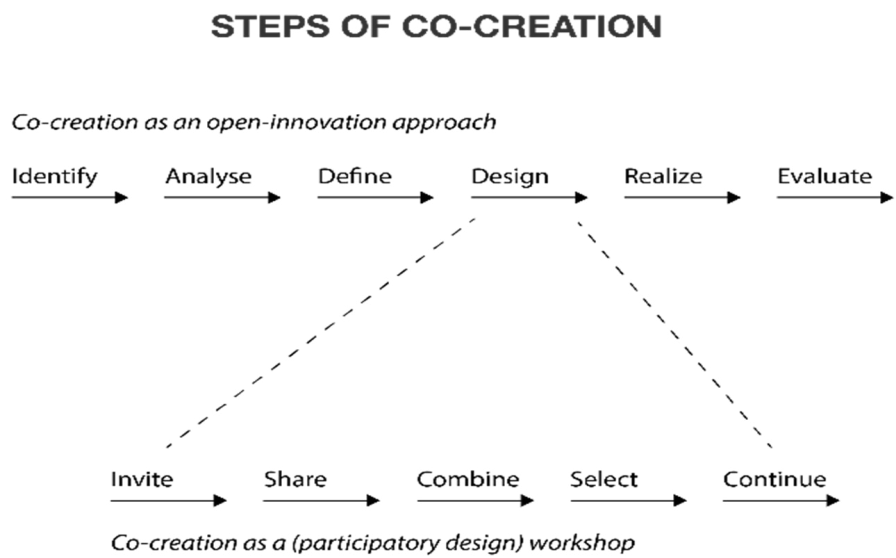 STEPS OF CO-CREATION
Co-creation as an open-innovation approach
Identify Analyse Define Design Realize Evaluate
Invite Share Combine Select Continue
Co-creation as a (participatory design) workshop